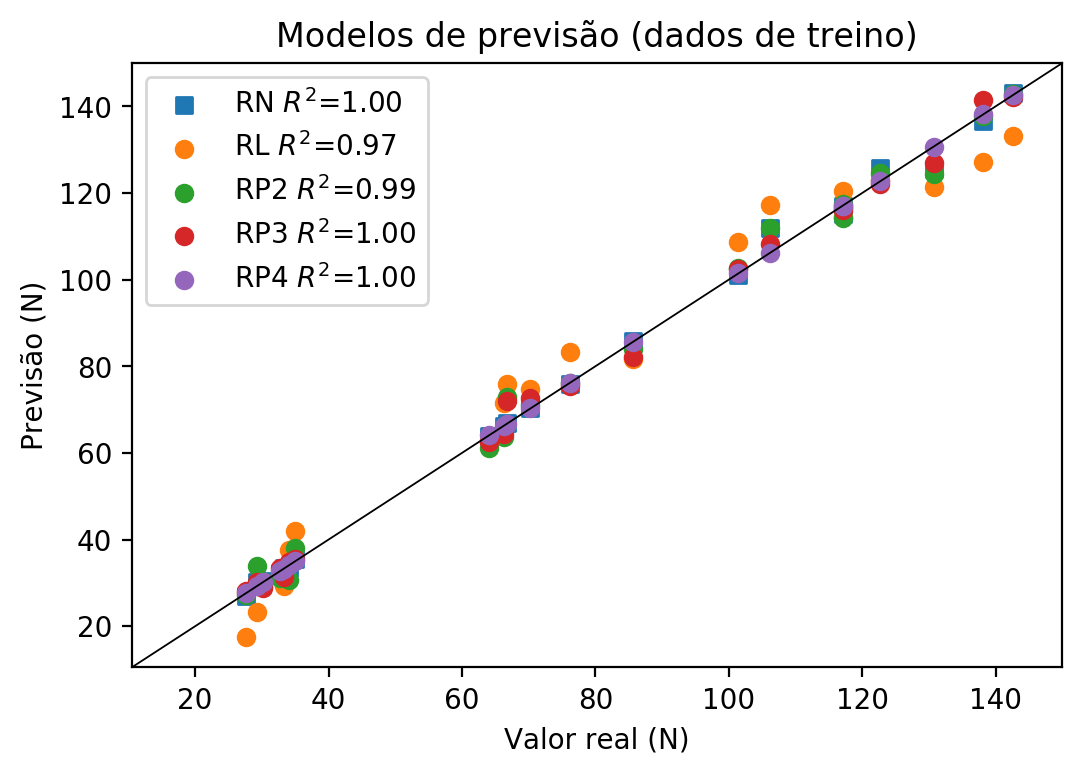 Modelos de previsão (dados de treino)
RN R²=1.00
RL R²=0.97
RP2 R²=0.99
RP3 R²=1.00
RP4 R²=1.00
Previsão (N)
140
120
100
80
60
40
20
20 40 60 80 100 120 140
Valor real (N)